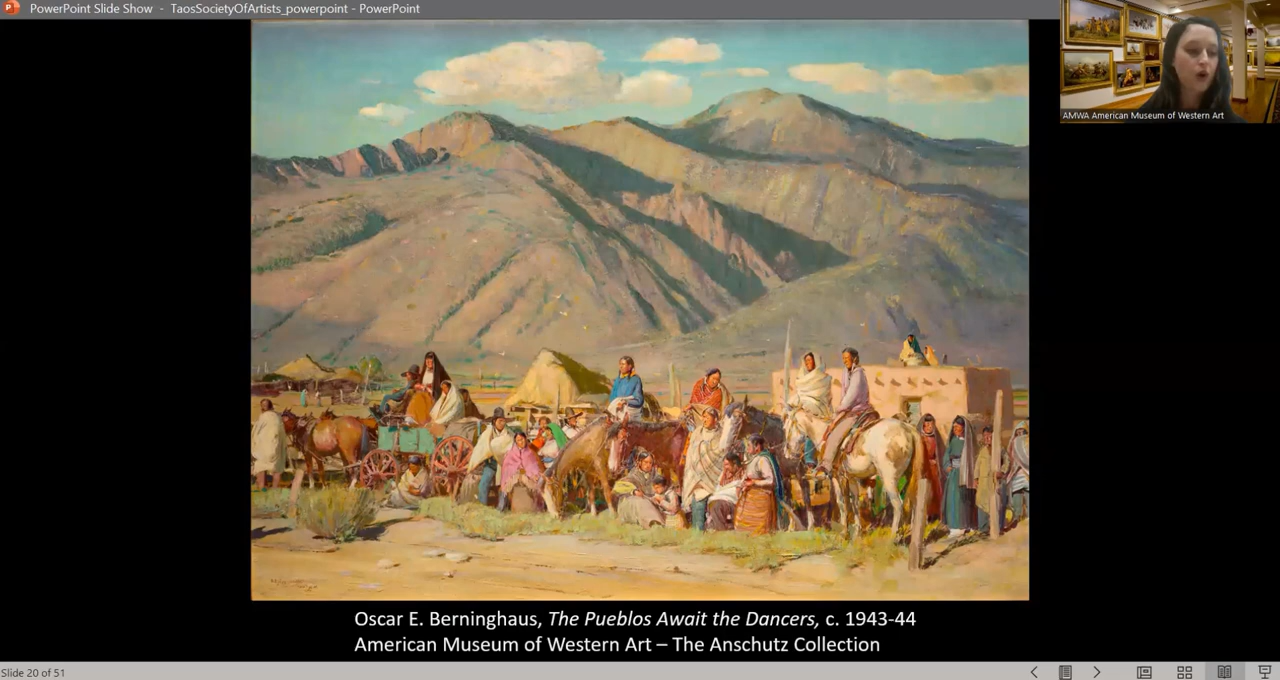 PowerPoint Slide Show - TaosSocietyOfArtists_powerpoint - PowerPoint
AMWA American Museum of Western Art
Oscar E. Berninghaus, The Pueblos Await the Dancers, c. 1943-44
American Museum of Western Art – The Anschutz Collection
Slide 20 of 51